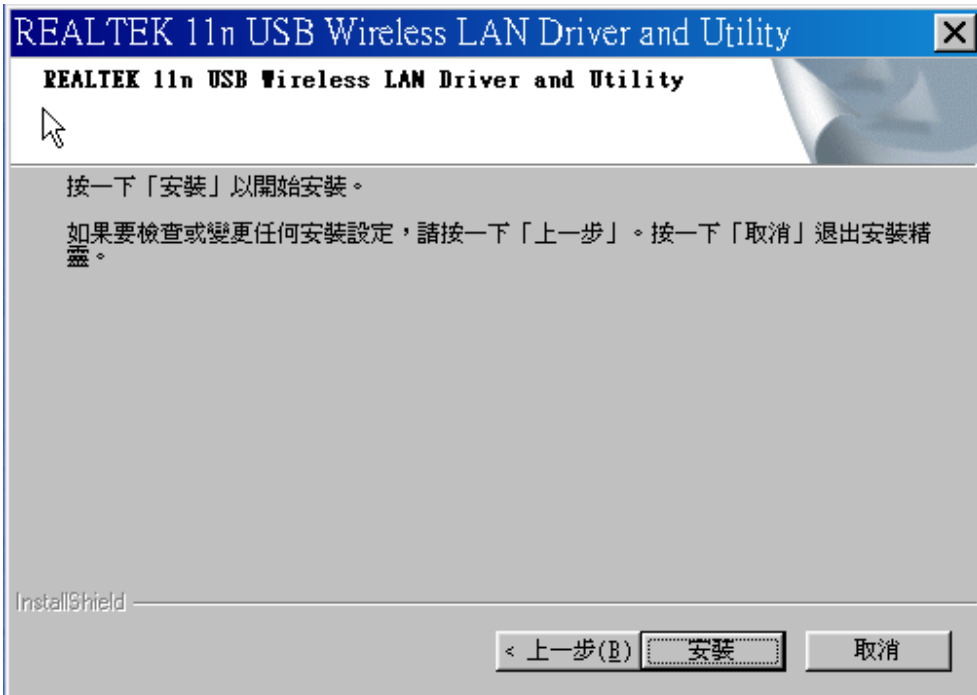 REALTEK 11n USB Wireless LAN Driver and Utility
REALTEK 11n USB Wireless LAN Driver and Utility
按一下「安裝」以開始安裝。
如果要檢查或變更任何安裝設定，請按一下「上一步」。按一下「取消」退出安裝精
靈。
InstallShield
< 上一步(B) 安裝 取消